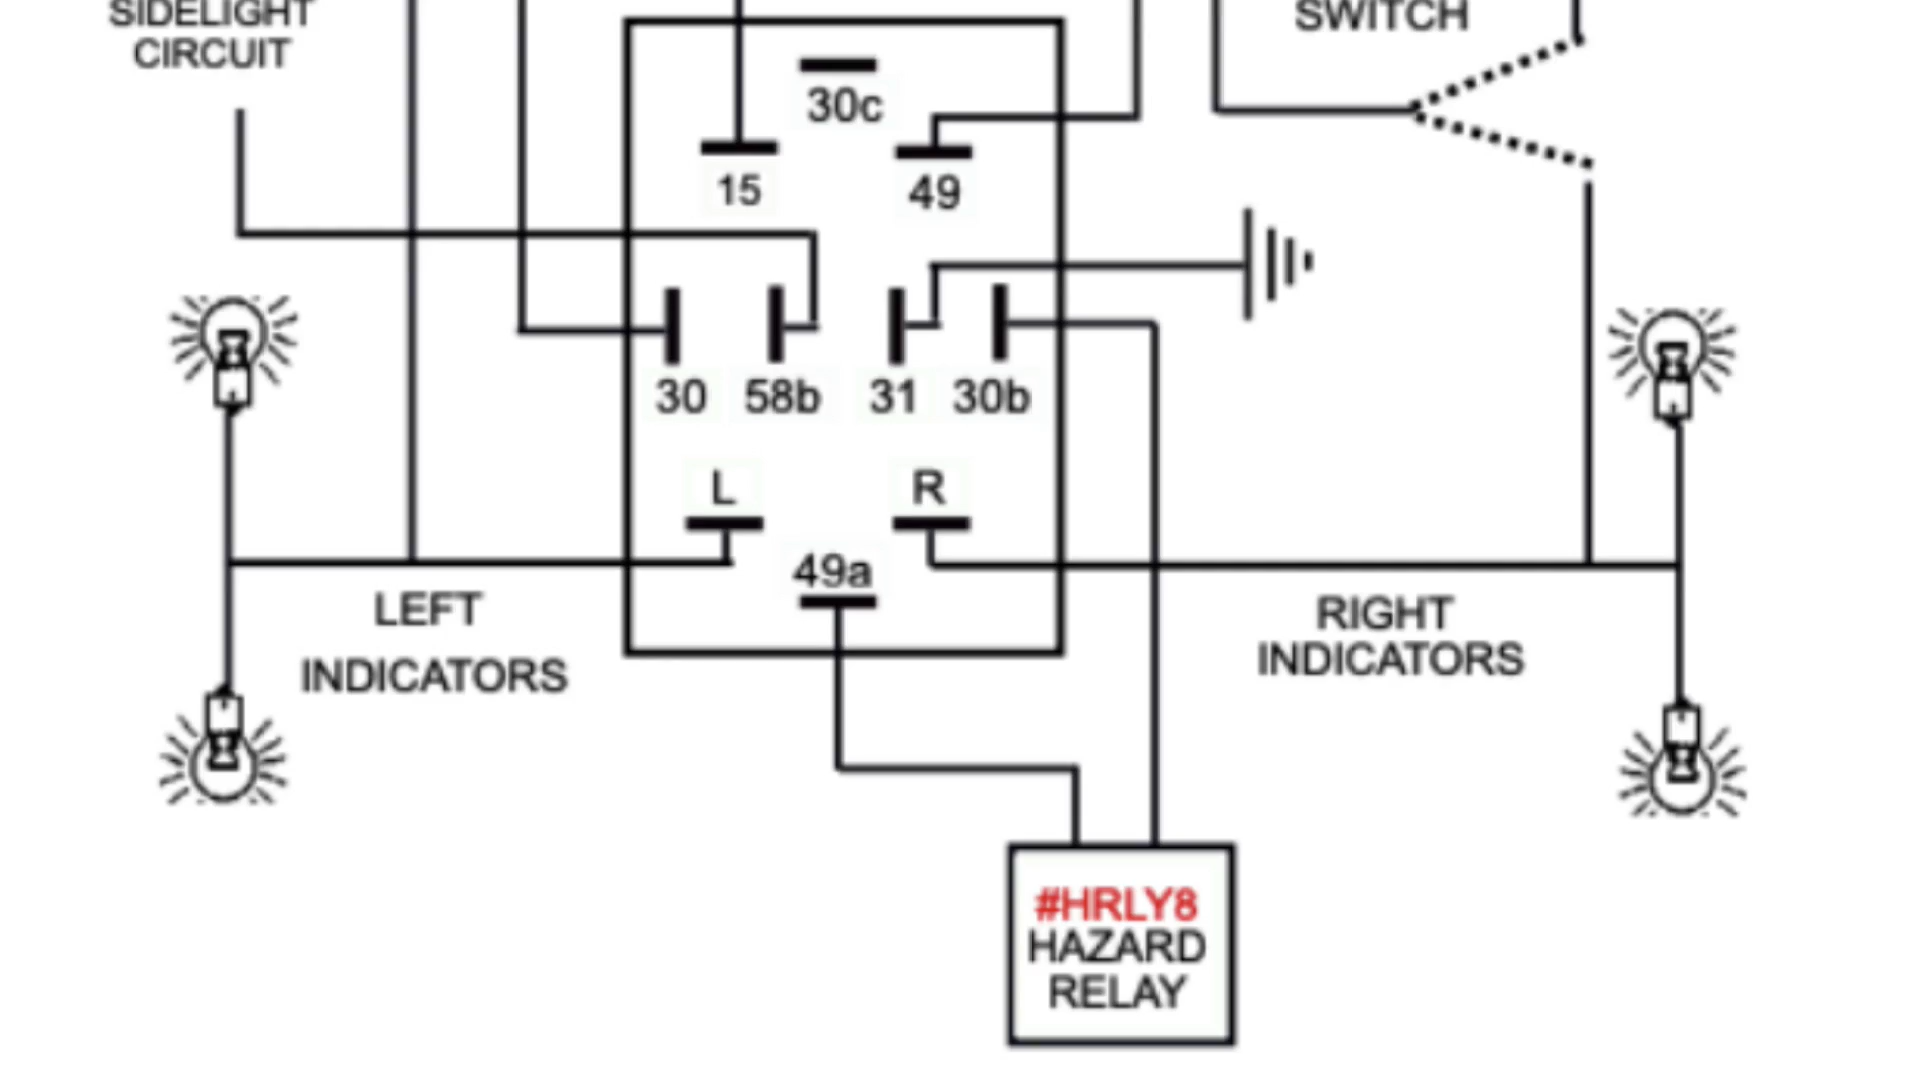 SIDELIGHT
CIRCUIT
SWITCH
30c
15
49
30
58b
31
30b
L
R
49a
LEFT
INDICATORS
RIGHT
INDICATORS
#HRLY8
HAZARD
RELAY